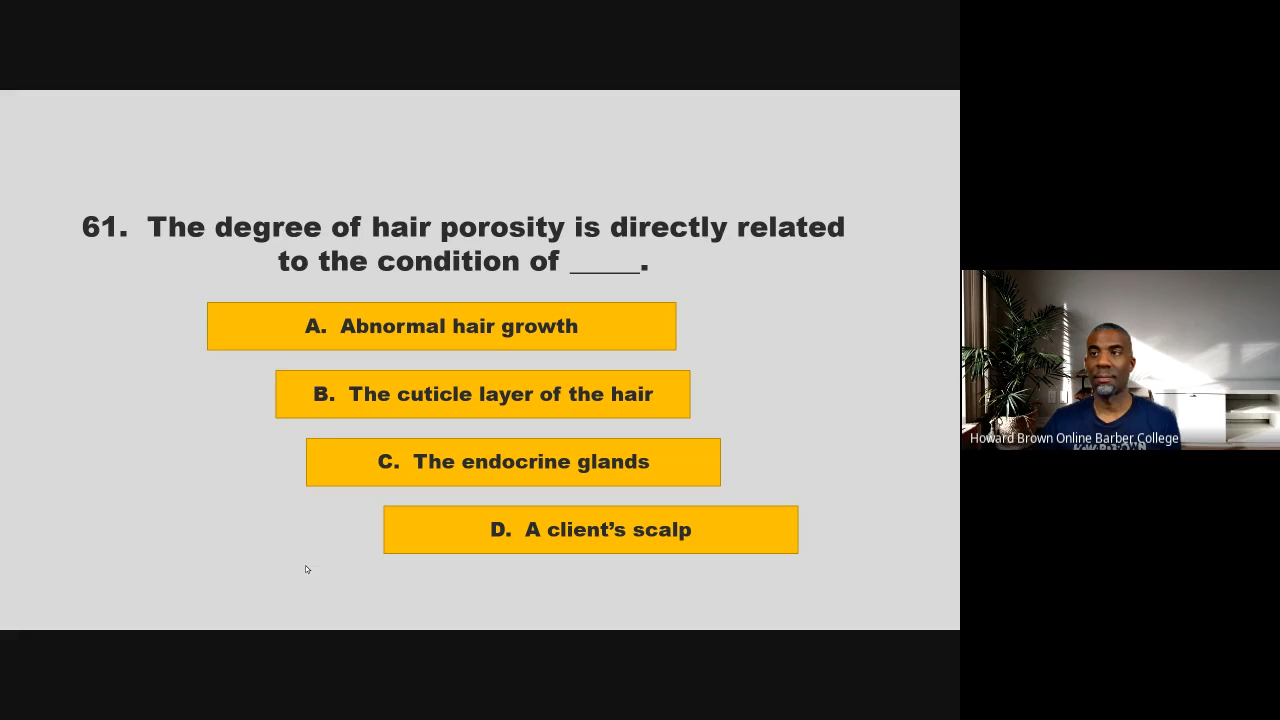 61. The degree of hair porosity is directly related
to the condition of _____.
A. Abnormal hair growth
B. The cuticle layer of the hair
C. The endocrine glands
D. A client’s scalp
Howard Brown Online Barber College